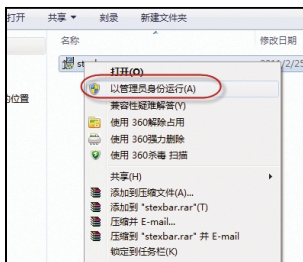 打开 共享 刻录 新建文件夹
名称 修改日期
st 2011/2/25
的位置
打开(O)
以管理员身份运行(A)
兼容性疑难解答(Y)
使用 360解除占用
使用 360强力删除
使用 360杀毒 扫描
共享(H)
添加到压缩文件(A)...
添加到 "stexbar.rar"(T)
压缩并 E-mail...
压缩到 "stexbar.rar" 并 E-mail
锁定到任务栏(K)